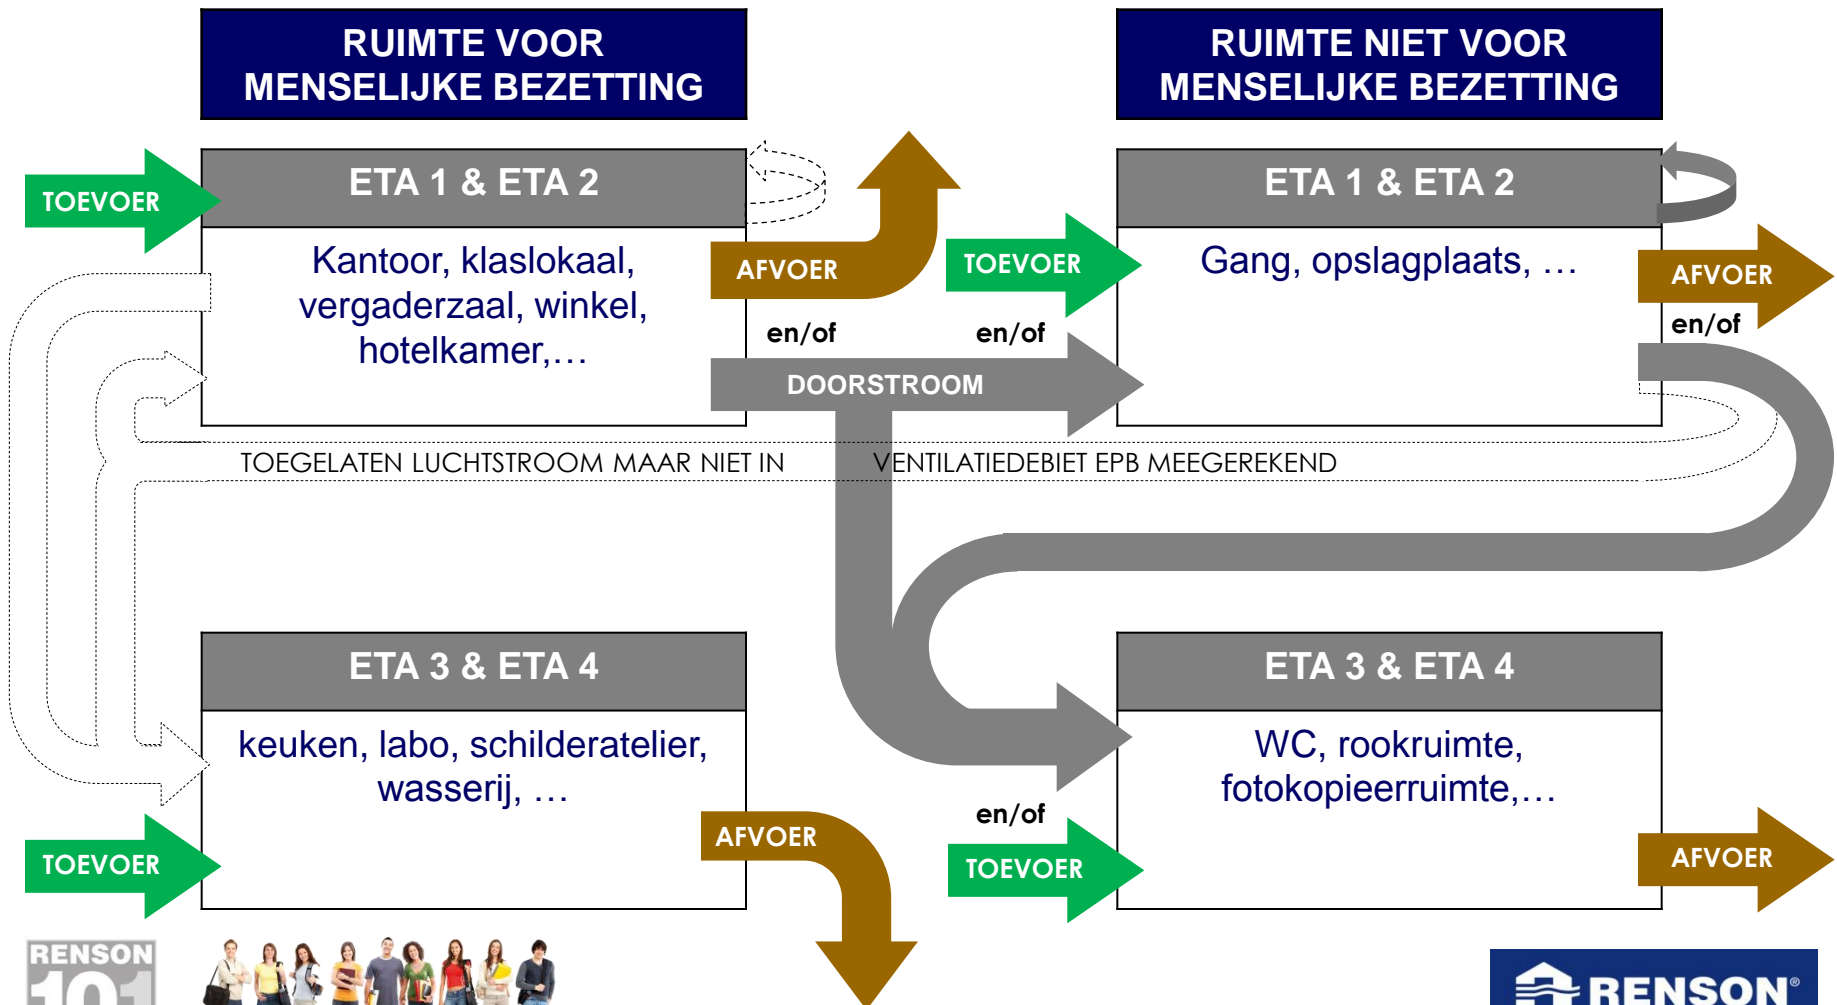 RUIMTE VOOR
MENSELIJKE BEZETTING
RUIMTE NIET VOOR
MENSELIJKE BEZETTING
TOEVOER
ETA 1 & ETA 2
Kantoor, klaslokaal,
vergaderzaal, winkel,
hotelkamer,…
AFVOER
en/of
DOORSTROOM
TOEVOER
en/of
ETA 1 & ETA 2
Gang, opslagplaats, …
AFVOER
en/of
TOEGELATEN LUCHTSTROOM MAAR NIET IN VENTILATIEDEBIET EPB MEEGEREKEND
ETA 3 & ETA 4
keuken, labo, schilderatelier,
wasserij, …
TOEVOER
AFVOER
ETA 3 & ETA 4
WC, rookruimte,
fotokopieerruimte,…
en/of
TOEVOER
AFVOER
RENSON
101
RENSON®